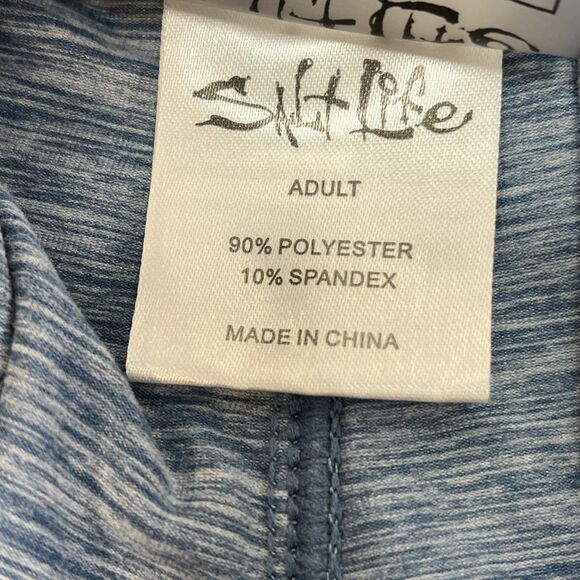 Salt Life
ADULT
90% POLYESTER
10% SPANDEX
MADE IN CHINA